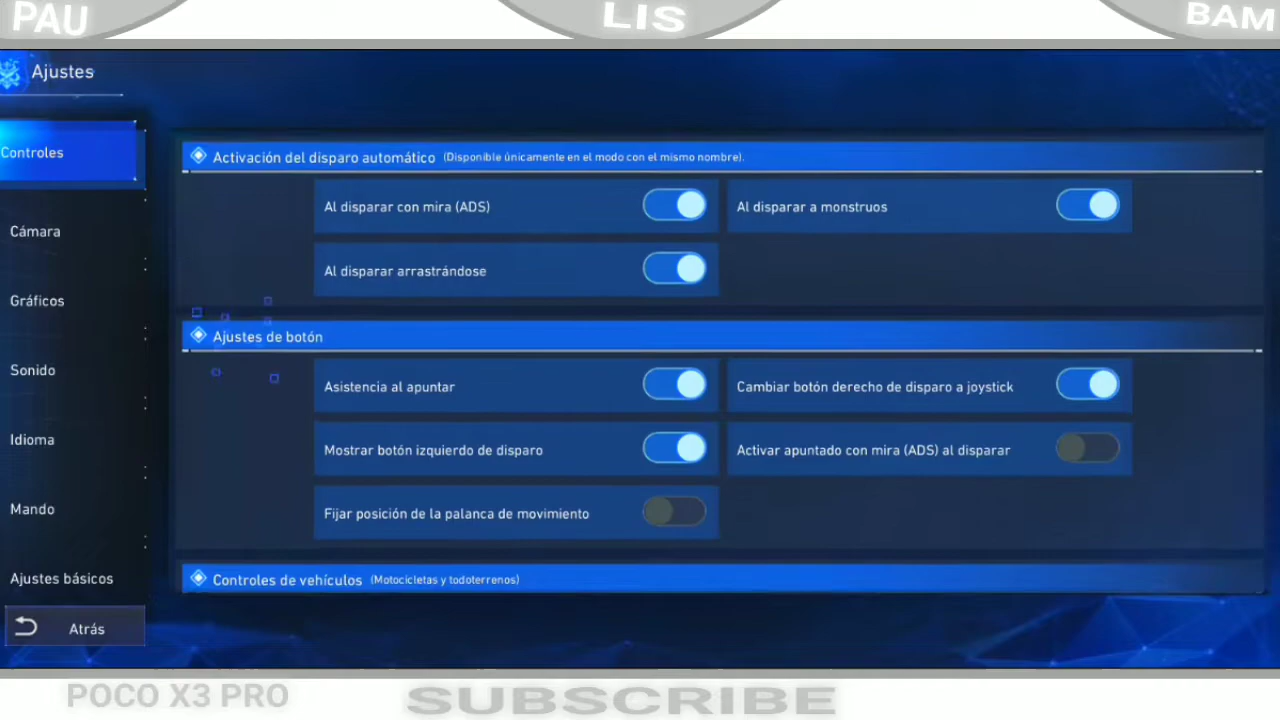 PAU LIS BAM
Ajustes
Controles
Cámara
Gráficos
Sonido
Idioma
Mando
Ajustes básicos
Atrás
Activación del disparo automático (Disponible únicamente en el modo con el mismo nombre).
Al disparar con mira (ADS)
Al disparar a monstruos
Al disparar arrastrándose
Ajustes de botón
Asistencia al apuntar
Cambiar botón derecho de disparo a joystick
Mostrar botón izquierdo de disparo
Activar apuntado con mira (ADS) al disparar
Fijar posición de la palanca de movimiento
Controles de vehículos (Motocicletas y todoterrenos)
POCO X3 PRO
SUBSCRIBE